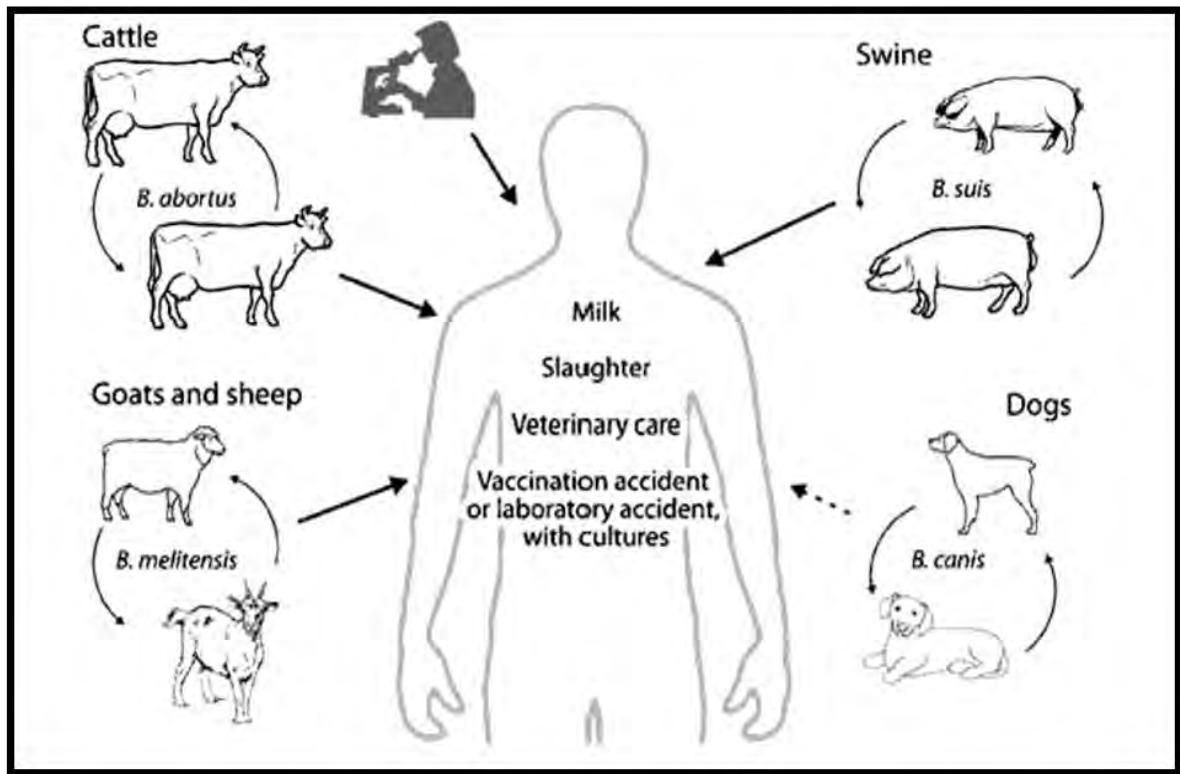 Cattle
B. abortus
Swine
B. suis
Goats and sheep
B. melitensis
Dogs
B. canis
Milk
Slaughter
Veterinary care
Vaccination accident
or laboratory accident,
with cultures